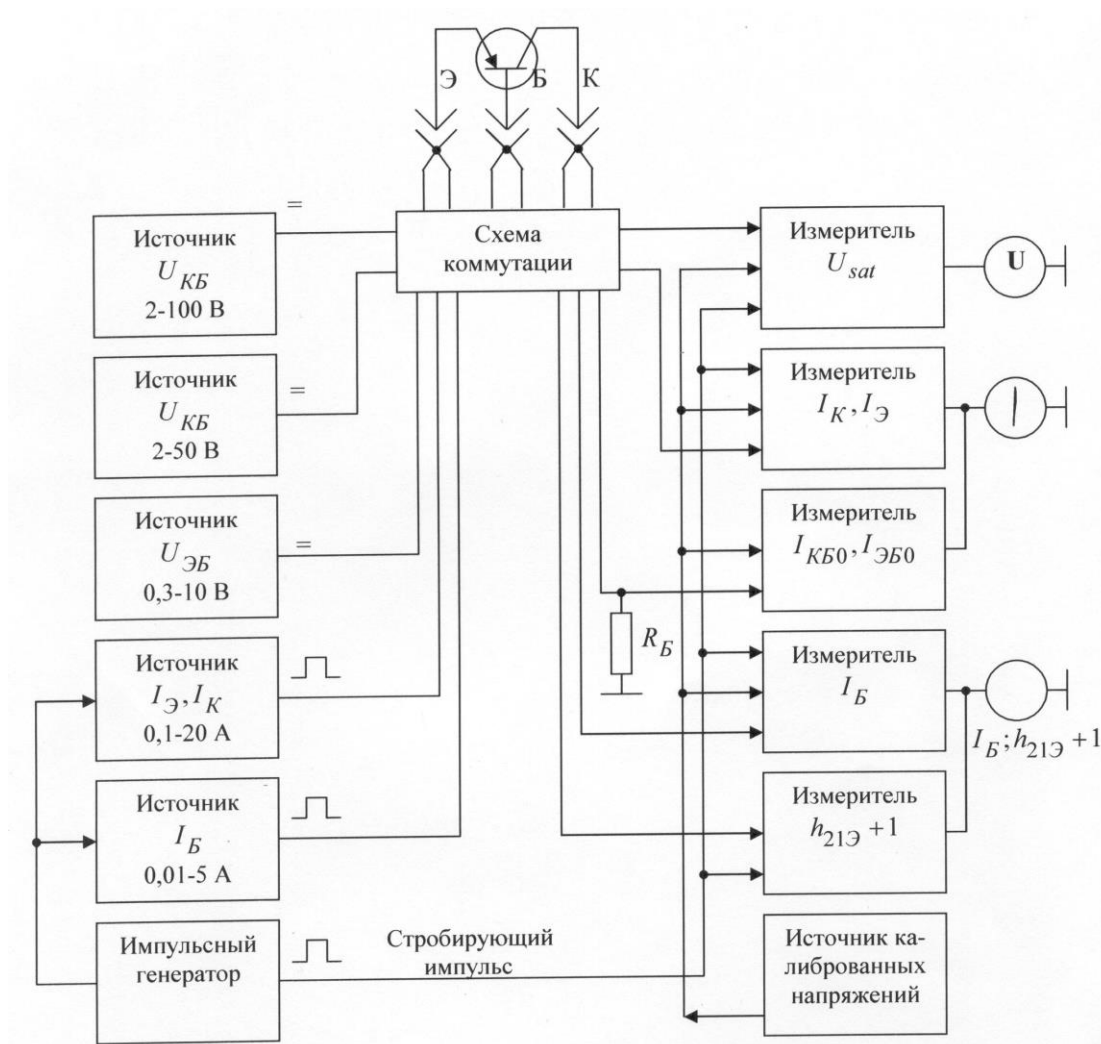 Э
Б
К
Источник
U_КБ
2-100 В
=
Схема
коммутации
Измеритель
U_sat
U
Источник
U_КБ
2-50 В
=
Измеритель
I_К, I_Э
I
Источник
U_ЭБ
0,3-10 В
=
Измеритель
I_КБ0, I_ЭБ0
R_Б
Источник
I_Э, I_К
0,1-20 А
Измеритель
I_Б
I_Б; h_21Э +1
Источник
I_Б
0,01-5 А
Измеритель
h_21Э +1
Импульсный
генератор
Стробирующий
импульс
Источник ка-
либрованных
напряжений